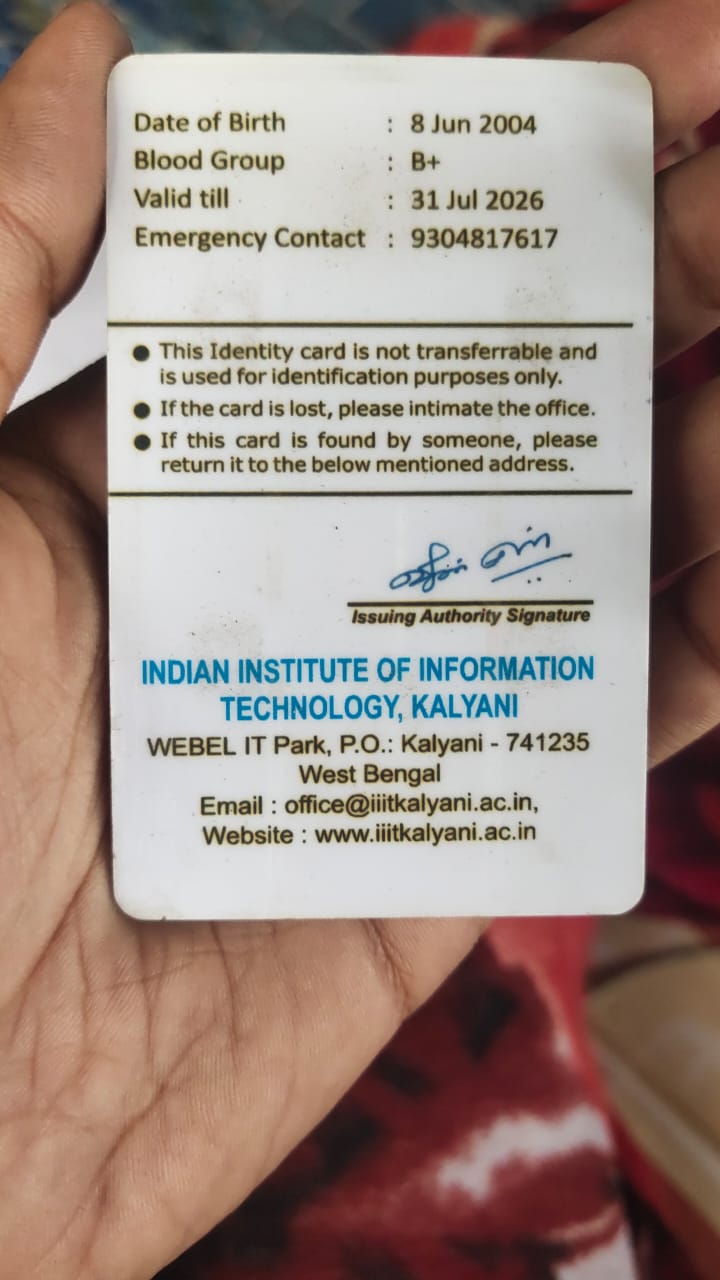 Date of Birth : 8 Jun 2004
Blood Group : B+
Valid till : 31 Jul 2026
Emergency Contact : 9304817617
● This Identity card is not transferrable and
is used for identification purposes only.
● If the card is lost, please intimate the office.
● If this card is found by someone, please
return it to the below mentioned address.
Issuing Authority Signature
INDIAN INSTITUTE OF INFORMATION
TECHNOLOGY, KALYANI
WEBEL IT Park, P.O.: Kalyani - 741235
West Bengal
Email : office@iiitkalyani.ac.in,
Website : www.iiitkalyani.ac.in